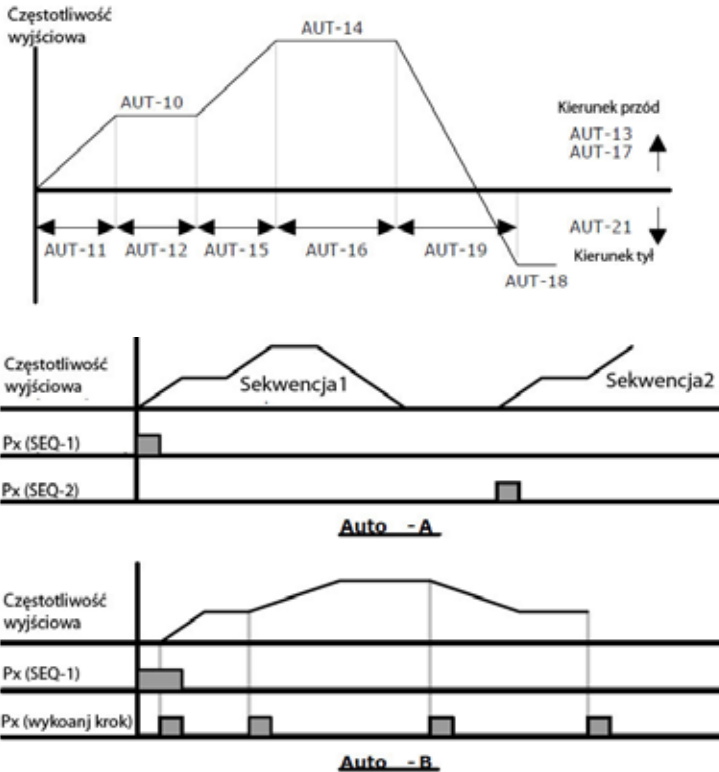 Częstotliwość
wyjściowa
AUT-14
AUT-10
Kierunek przód
AUT-13
AUT-17
AUT-11
AUT-12
AUT-15
AUT-16
AUT-19
AUT-21
Kierunek tył
AUT-18
Częstotliwość
wyjściowa
Sekwencja1
Sekwencja2
Px (SEQ-1)
Px (SEQ-2)
Auto -A
Częstotliwość
wyjściowa
Px (SEQ-1)
Px (wykoanj krok)
Auto -B